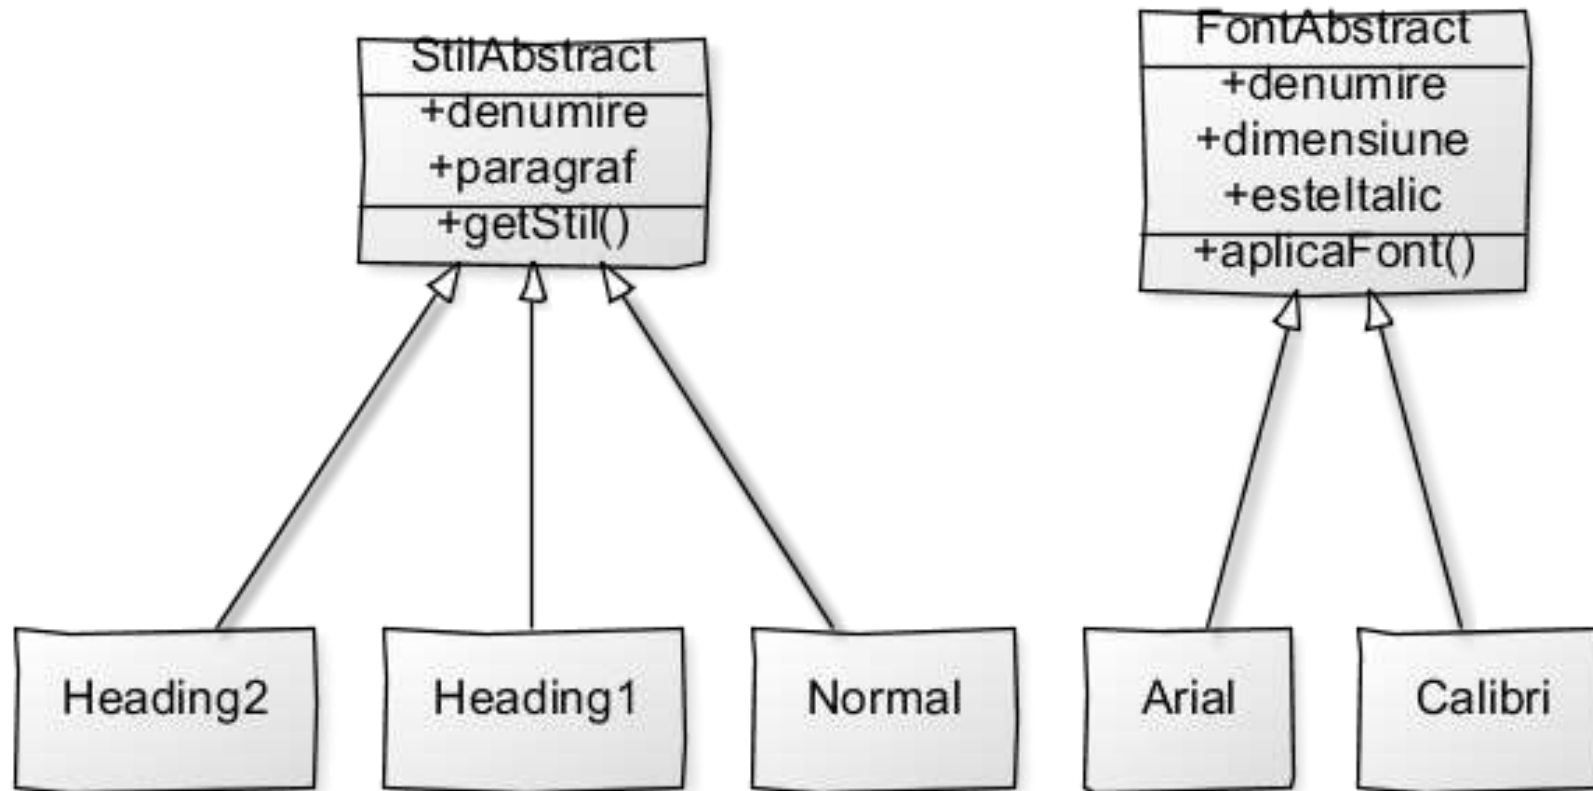 StilAbstract
+denumire
+paragraf
+getStil()
FontAbstract
+denumire
+dimensiune
+esteItalic
+aplicaFont()
Heading2
Heading1
Normal
Arial
Calibri